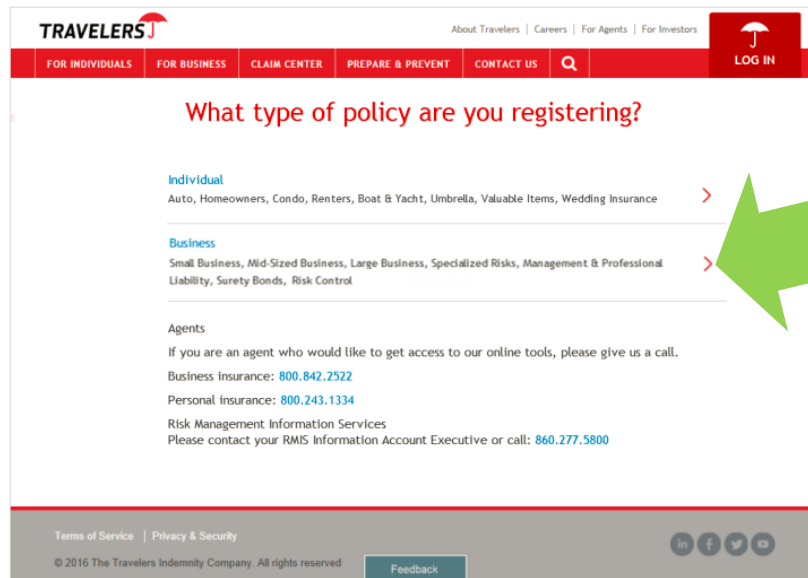 TRAVELERS
About Travelers | Careers | For Agents | For Investors
LOG IN
FOR INDIVIDUALS FOR BUSINESS CLAIM CENTER PREPARE & PREVENT CONTACT US
What type of policy are you registering?
Individual
Auto, Homeowners, Condo, Renters, Boat & Yacht, Umbrella, Valuable Items, Wedding Insurance
Business
Small Business, Mid-Sized Business, Large Business, Specialized Risks, Management & Professional
Liability, Surety Bonds, Risk Control
Agents
If you are an agent who would like to get access to our online tools, please give us a call.
Business insurance: 800.842.2522
Personal insurance: 800.243.1334
Risk Management Information Services
Please contact your RMIS Information Account Executive or call: 860.277.5800
Terms of Service | Privacy & Security
in f
© 2016 The Travelers Indemnity Company. All rights reserved
Feedback